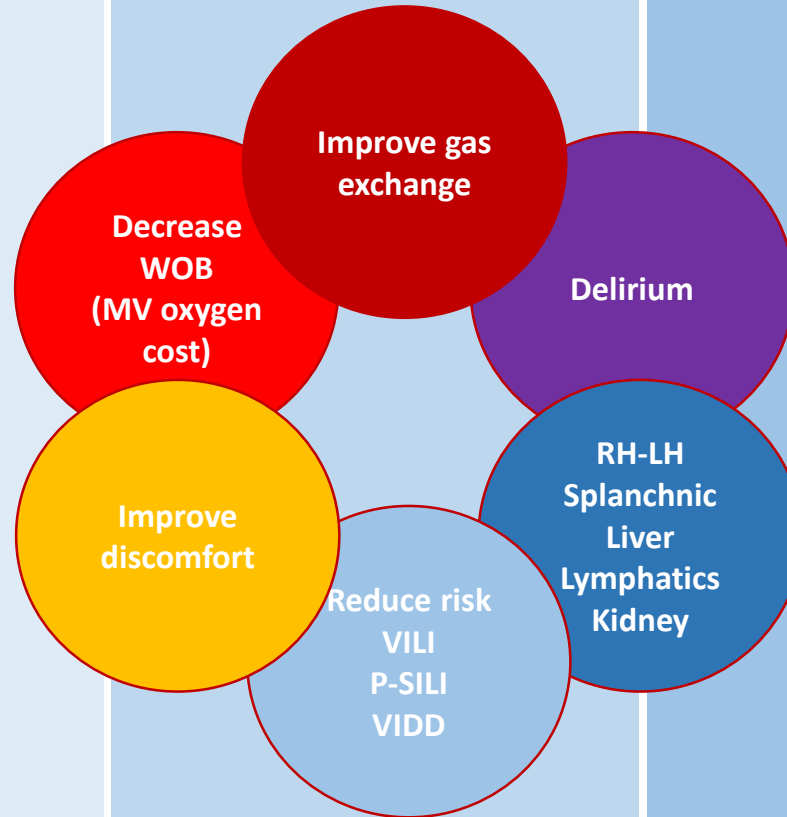 Improve gas
exchange
Decrease
WOB
(MV oxygen
cost)
Delirium
RH-LH
Splanchnic
Liver
Lymphatics
Kidney
Improve
discomfort
Reduce risk
VILI
P-SILI
VIDD